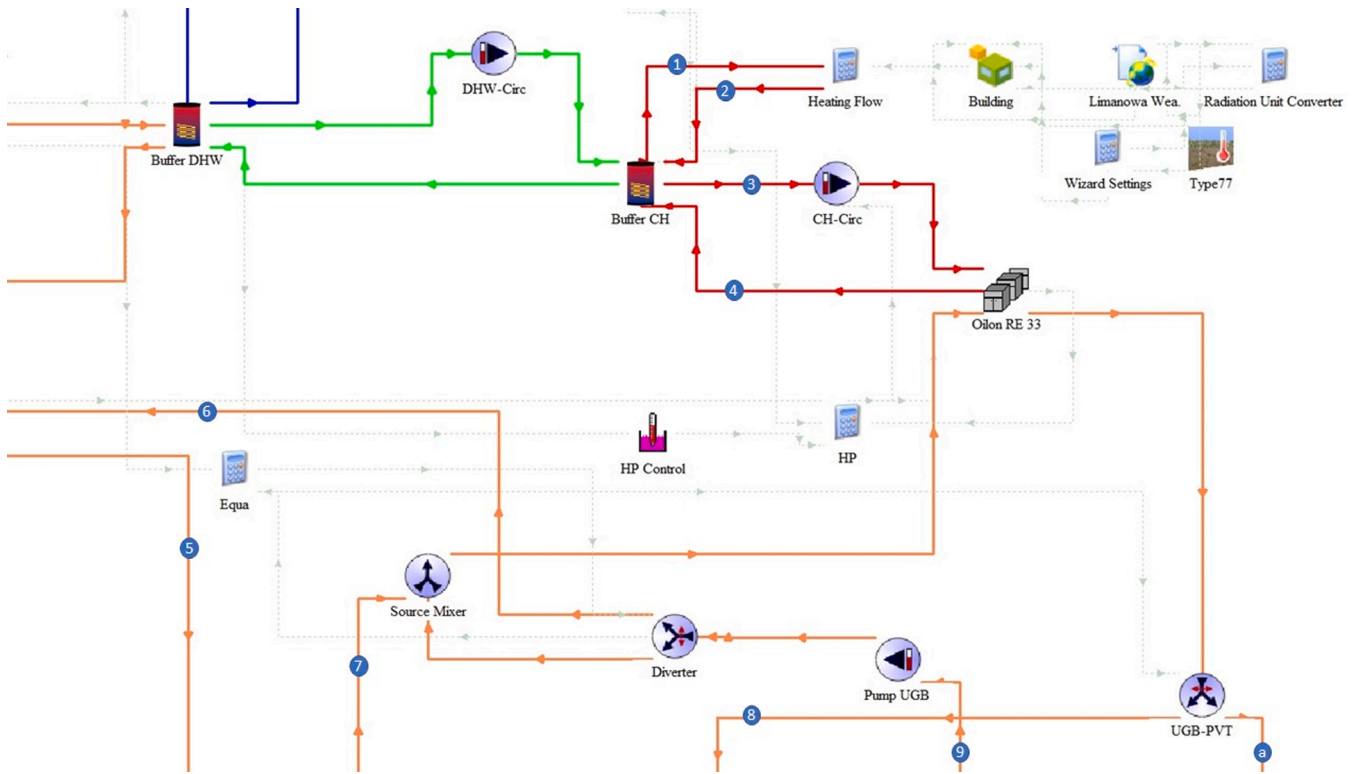 DHW-Circ
1
2
Heating Flow
Building
Limanowa Wea.
Radiation Unit Converter
Buffer DHW
Wizard Settings
Type77
3
Buffer CH
CH-Circ
4
Oilon RE 33
6
HP Control
HP
Equa
5
Source Mixer
7
Diverter
Pump UGB
8
UGB-PVT
9
a